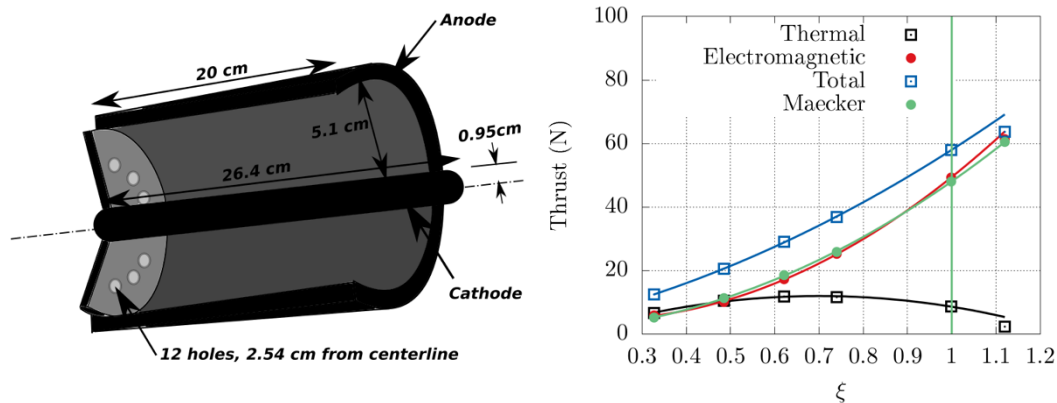 Anode
20 cm
5.1 cm
0.95cm
26.4 cm
Cathode
12 holes, 2.54 cm from centerline
100
80
60
40
20
0
Thrust (N)
Thermal
Electromagnetic
Total
Maecker
0.3 0.4 0.5 0.6 0.7 0.8 0.9 1 1.1 1.2
ξ